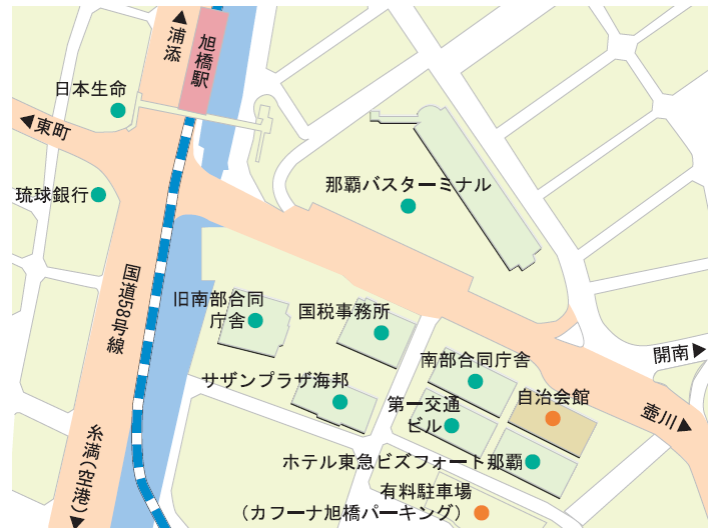 浦添
旭橋駅
日本生命
東町
琉球銀行
那覇バスターミナル
国道58号線
旧南部合同
庁舎
国税事務所
南部合同庁舎
開南
サザンプラザ海邦
第一交通
ビル
自治会館
壺川
糸満(空港)
ホテル東急ビズフォート那覇
有料駐車場
（カフーナ旭橋パーキング）